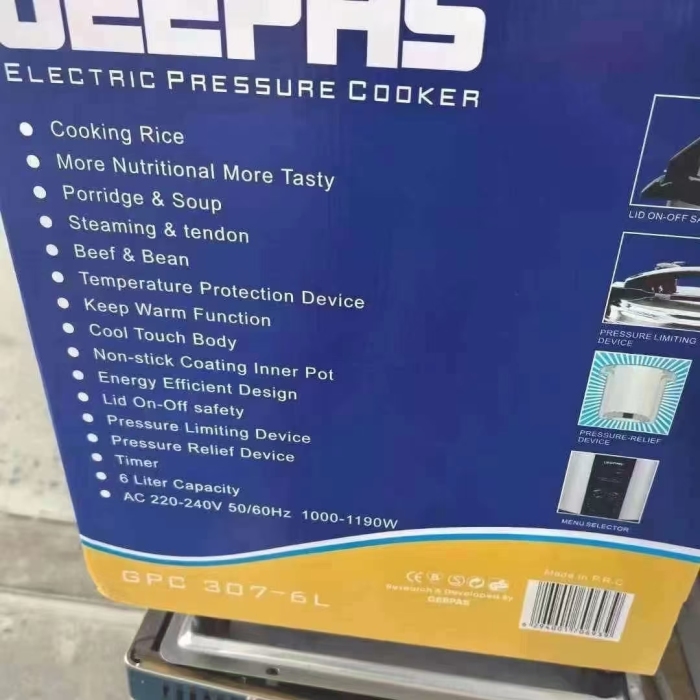 GEEPAS
ELECTRIC PRESSURE COOKER
Cooking Rice
More Nutritional More Tasty
Porridge & Soup
Steaming & tendon
Beef & Bean
Temperature Protection Device
Keep Warm Function
Cool Touch Body
Non-stick Coating Inner Pot
Energy Efficient Design
Lid On-Off safety
Pressure Limiting Device
Pressure Relief Device
Timer
6 Liter Capacity
AC 220-240V 50/60Hz 1000-1190W
LID ON-OFF
PRESSURE LIMITING
DEVICE
PRESSURE-RELIEF
DEVICE
MENU SELECTOR
GPC 307-6L
CE
Research & Developed by
GEEPAS
Made in P.R.C